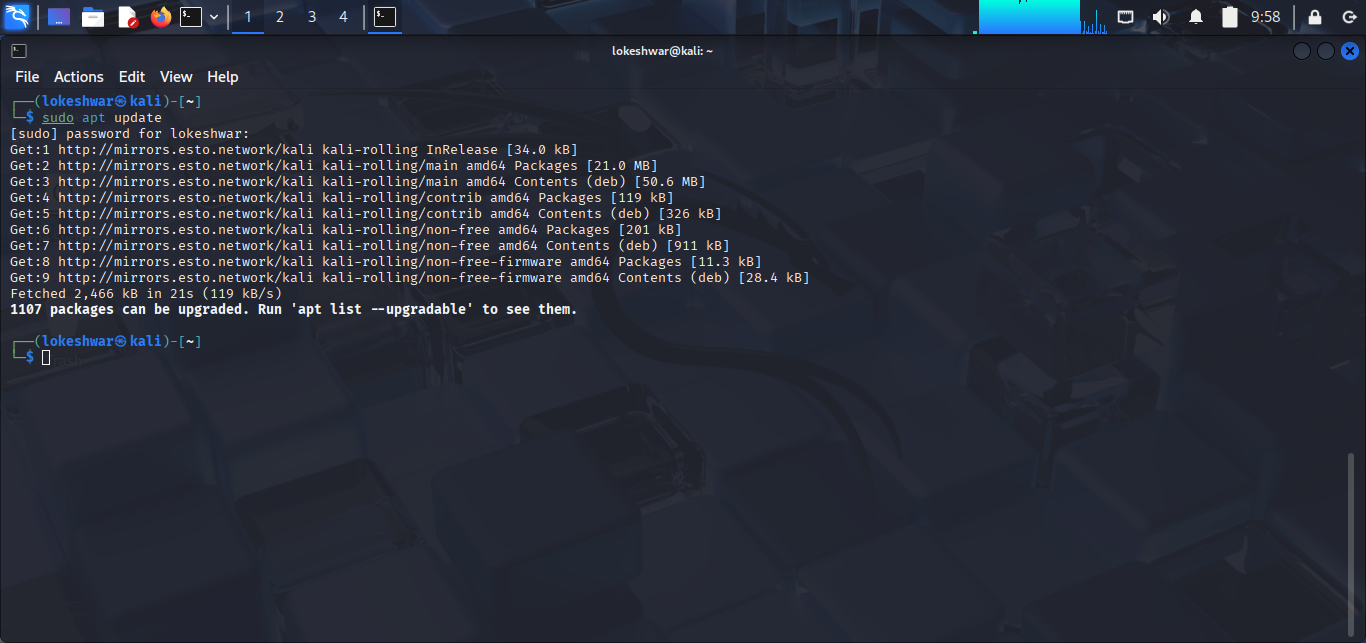 1 2 3 4 9:58
lokeshwar@kali: ~
File Actions Edit View Help
┌──(lokeshwar㉿kali)-[~]
└─$ sudo apt update
[sudo] password for lokeshwar:
Get:1 http://mirrors.esto.network/kali kali-rolling InRelease [34.0 kB]
Get:2 http://mirrors.esto.network/kali kali-rolling/main amd64 Packages [21.0 MB]
Get:3 http://mirrors.esto.network/kali kali-rolling/main amd64 Contents (deb) [50.6 MB]
Get:4 http://mirrors.esto.network/kali kali-rolling/contrib amd64 Packages [119 kB]
Get:5 http://mirrors.esto.network/kali kali-rolling/contrib amd64 Contents (deb) [326 kB]
Get:6 http://mirrors.esto.network/kali kali-rolling/non-free amd64 Packages [201 kB]
Get:7 http://mirrors.esto.network/kali kali-rolling/non-free amd64 Contents (deb) [911 kB]
Get:8 http://mirrors.esto.network/kali kali-rolling/non-free-firmware amd64 Packages [11.3 kB]
Get:9 http://mirrors.esto.network/kali kali-rolling/non-free-firmware amd64 Contents (deb) [28.4 kB]
Fetched 2,466 kB in 21s (119 kB/s)
1107 packages can be upgraded. Run 'apt list --upgradable' to see them.
┌──(lokeshwar㉿kali)-[~]
└─$